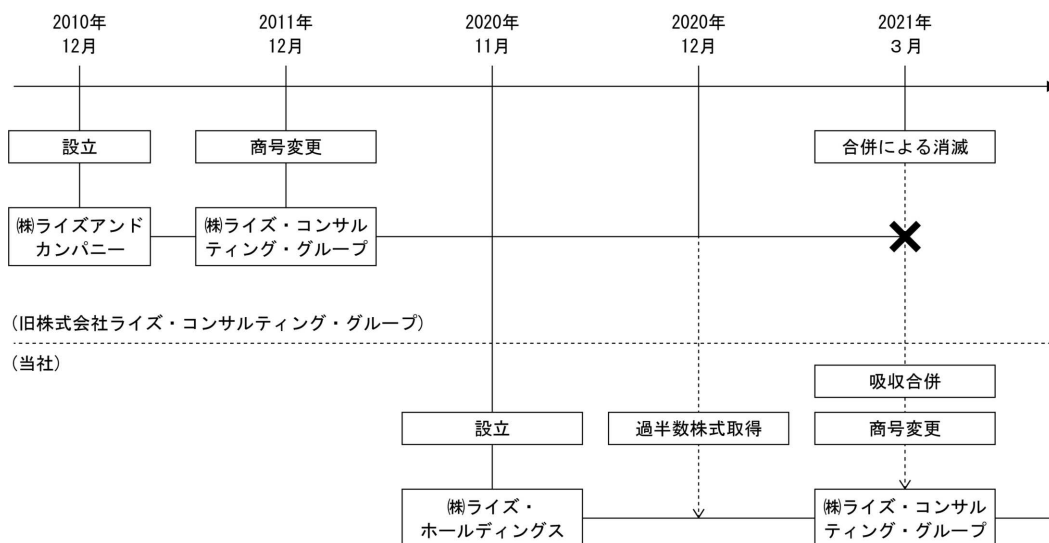 2010年
12月
2011年
12月
2020年
11月
2020年
12月
2021年
3月
設立
商号変更
合併による消滅
㈱ライズアンド
カンパニー
㈱ライズ・コンサル
ティング・グループ
(旧株式会社ライズ・コンサルティング・グループ)
(当社)
吸収合併
設立
過半数株式取得
商号変更
㈱ライズ・
ホールディングス
㈱ライズ・コンサル
ティング・グループ